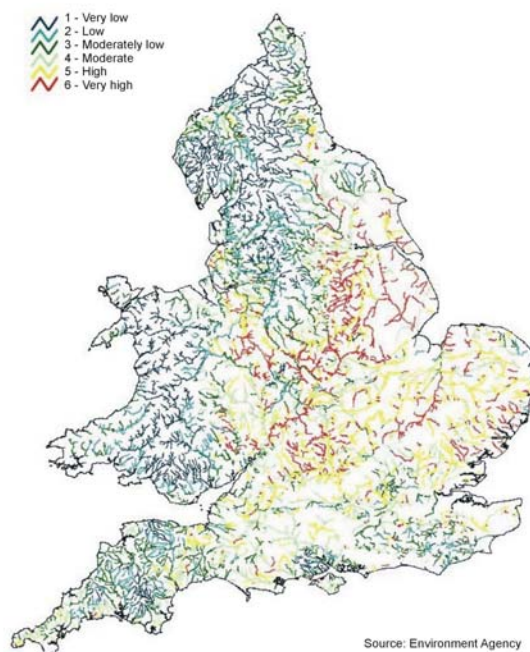 1 - Very low
2 - Low
3 - Moderately low
4 - Moderate
5 - High
6 - Very high
Source: Environment Agency